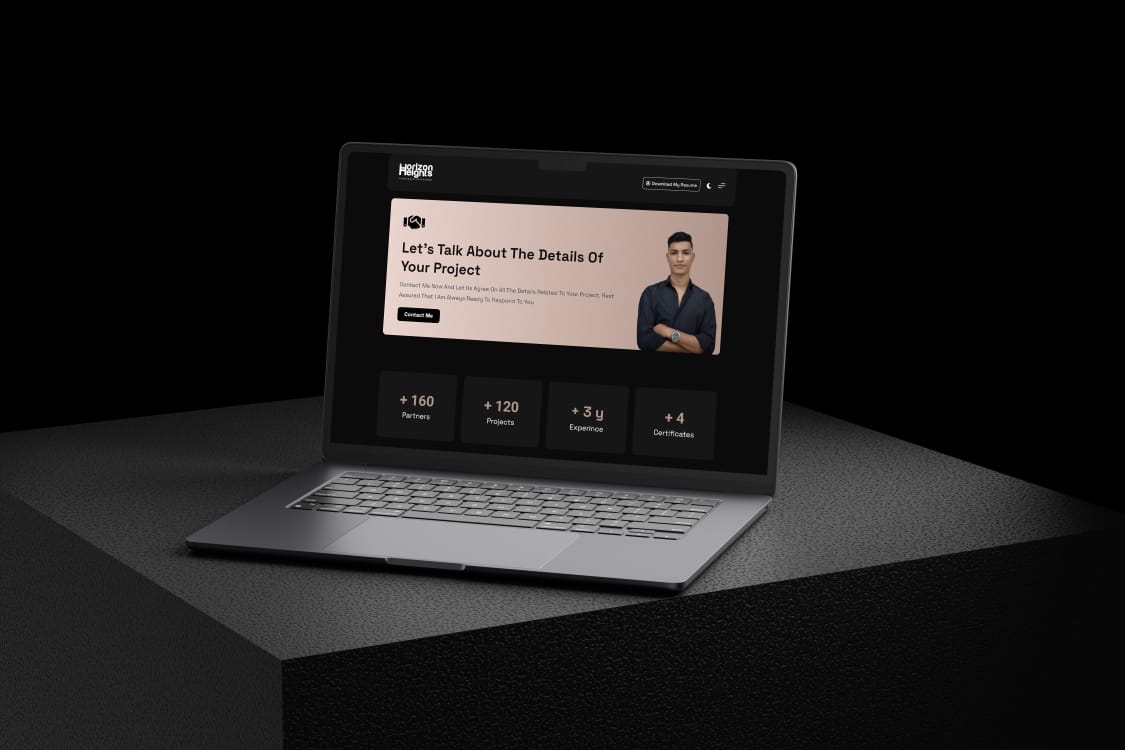 Horizon
Heights
Download My Resume
Let's Talk About The Details Of
Your Project
Contact Me Now And Let Us Agree On All The Details Related To Your Project. Rest
Assured That I Am Always Ready To Respond To You
Contact Me
+ 160
Partners
+ 120
Projects
+ 3 y
Experince
+ 4
Certificates